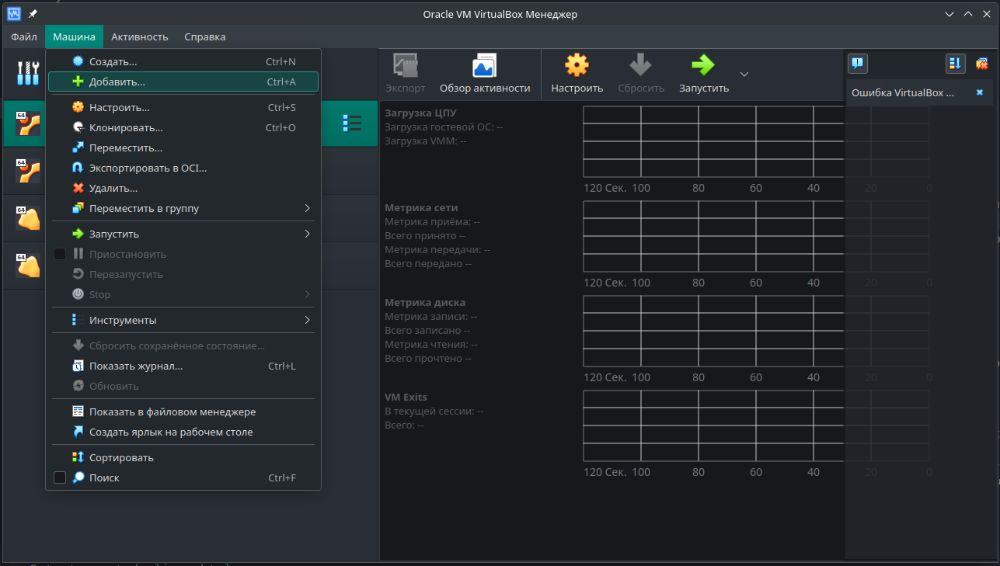 Oracle VM VirtualBox Менеджер
Файл Машина Активность Справка
Создать... Ctrl+N
Добавить... Ctrl+A
Настроить... Ctrl+S
Клонировать... Ctrl+O
Переместить...
Экспортировать в OCI...
Удалить...
Переместить в группу
Запустить
Приостановить
Перезапустить
Stop
Инструменты
Сбросить сохранённое состояние...
Показать журнал... Ctrl+L
Обновить
Показать в файловом менеджере
Создать ярлык на рабочем столе
Сортировать
Поиск Ctrl+F
64
64
64
64
Экспорт Обзор активности Настроить Сбросить Запустить
Загрузка ЦПУ
Загрузка гостевой ОС: --
Загрузка VMM: --
120 Сек. 100 80 60 40 20 0
Метрика сети
Метрика приёма: --
Всего принято --
Метрика передачи: --
Всего передано --
120 Сек. 100 80 60 40 20 0
Метрика диска
Метрика записи: --
Всего записано --
Метрика чтения: --
Всего прочтено --
120 Сек. 100 80 60 40 20 0
VM Exits
В текущей сессии: --
Всего: --
120 Сек. 100 80 60 40 20 0
Ошибка VirtualBox ...